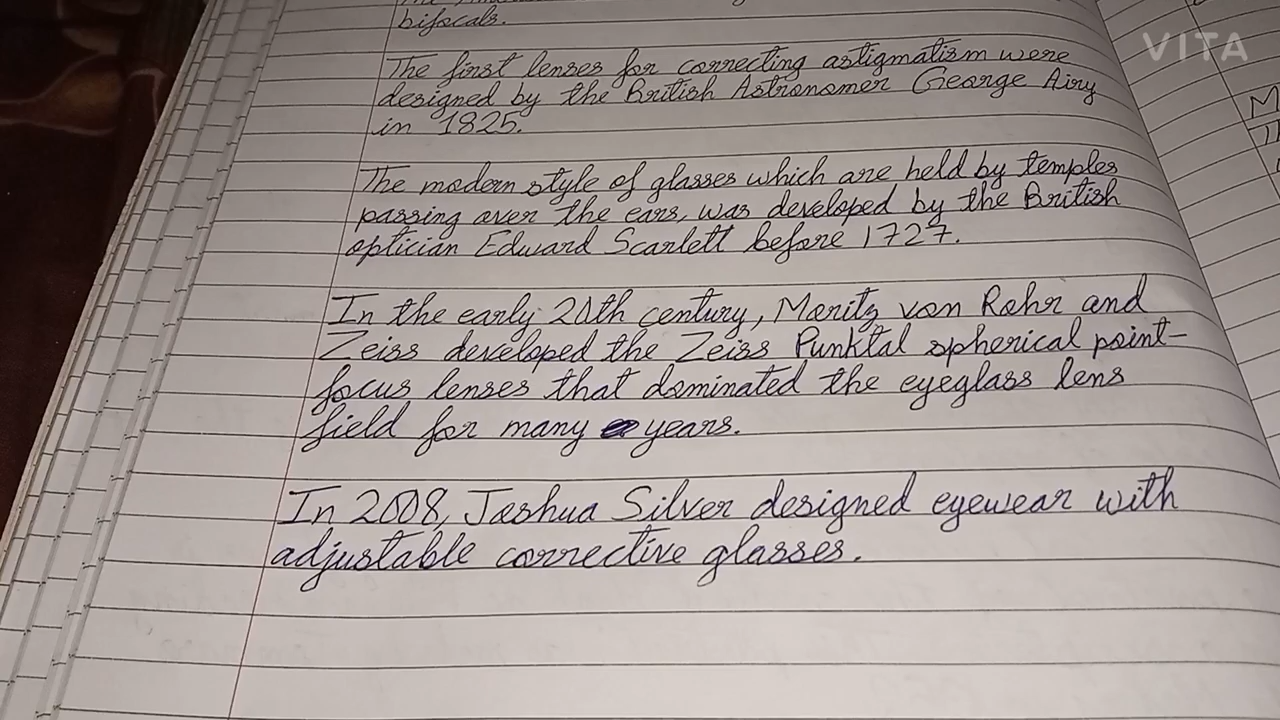 bifocals.
The first lenses for correcting astigmatism were
designed by the British Astronomer George Airy
in 1825.
The modern style of glasses which are held by temples
passing over the ears, was developed by the British
optician Edward Scarlett before 1727.
In the early 20th century, Moritz von Rohr and
Zeiss developed the Zeiss Punktal spherical point-
focus lenses that dominated the eyeglass lens
field for many years.
In 2008, Joshua Silver designed eyewear with
adjustable corrective glasses.
VITA